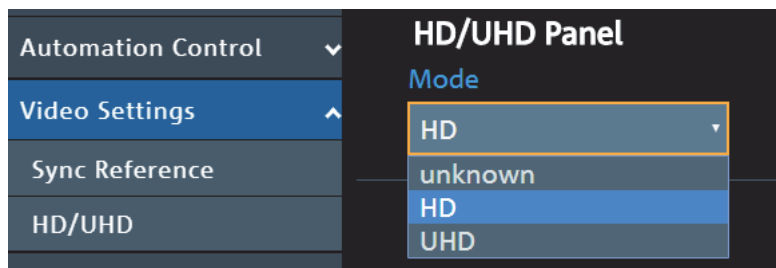 Automation Control
Video Settings
Sync Reference
HD/UHD
HD/UHD Panel
Mode
HD
unknown
HD
UHD